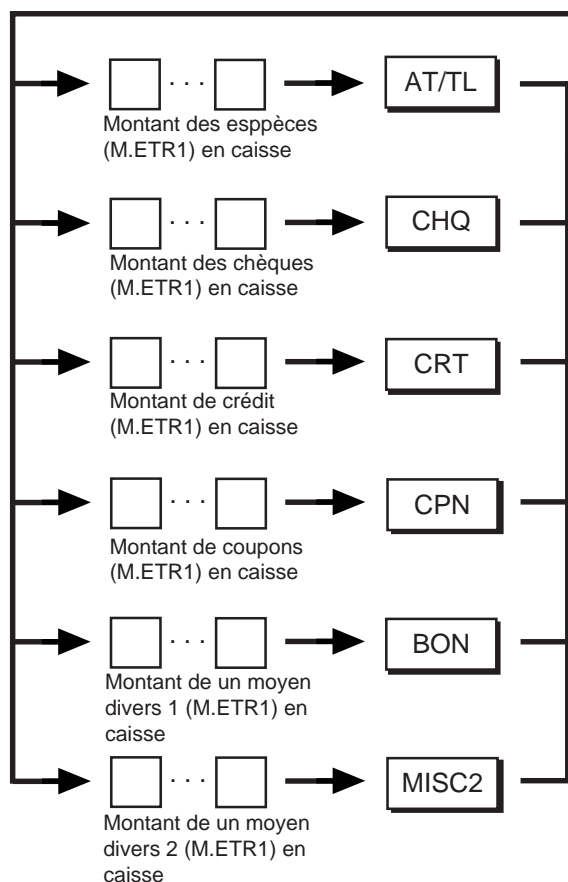 · · ·
AT/TL
Montant des esppèces
(M.ETR1) en caisse
· · ·
CHQ
Montant des chèques
(M.ETR1) en caisse
· · ·
CRT
Montant de crédit
(M.ETR1) en caisse
· · ·
CPN
Montant de coupons
(M.ETR1) en caisse
· · ·
BON
Montant de un moyen
divers 1 (M.ETR1) en
caisse
· · ·
MISC2
Montant de un moyen
divers 2 (M.ETR1) en
caisse